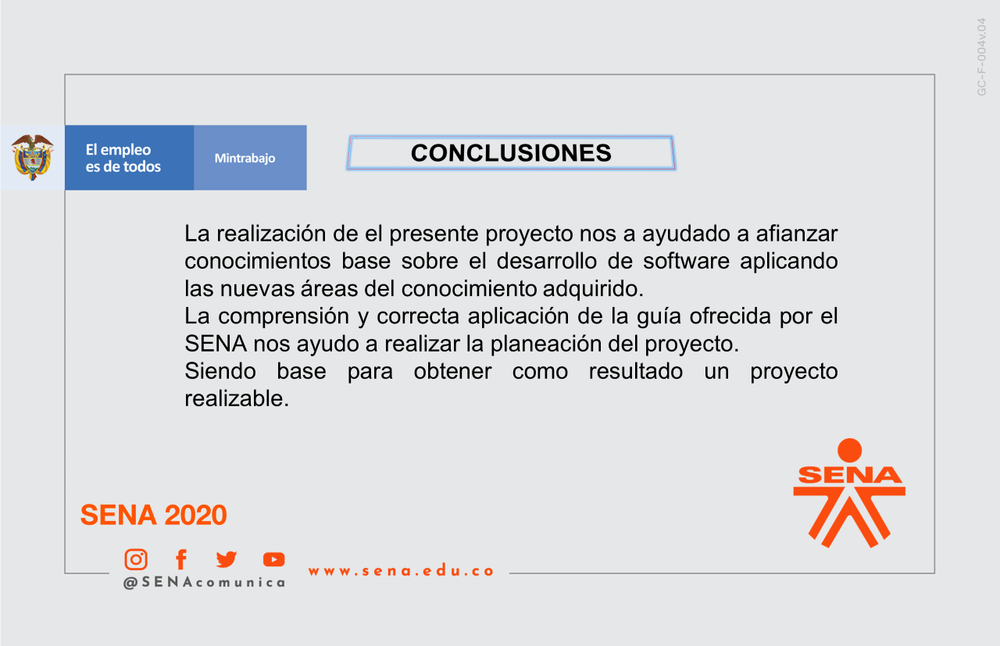 GC-F-004v.04
El empleo
es de todos
Mintrabajo
CONCLUSIONES
La realización de el presente proyecto nos a ayudado a afianzar
conocimientos base sobre el desarrollo de software aplicando
las nuevas áreas del conocimiento adquirido.
La comprensión y correcta aplicación de la guía ofrecida por el
SENA nos ayudo a realizar la planeación del proyecto.
Siendo base para obtener como resultado un proyecto
realizable.
SENA
SENA 2020
@SENAcomunica
www.sena.edu.co